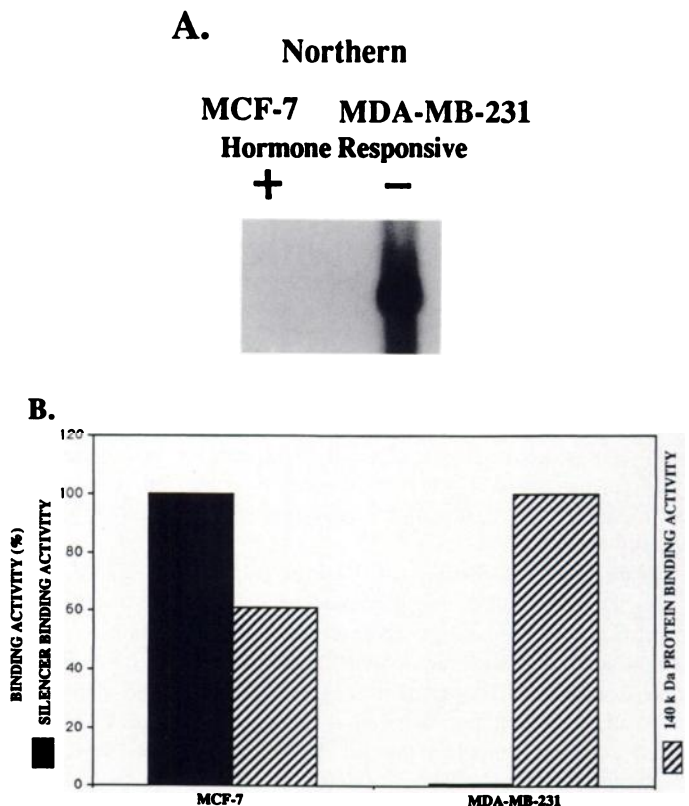 A.
Northern
MCF-7 MDA-MB-231
Hormone Responsive
+ −
B.
120
100
80
60
40
20
0
BINDING ACTIVITY (%)
SILENCER BINDING ACTIVITY
140 k Da PROTEIN BINDING ACTIVITY
MCF-7 MDA-MB-231